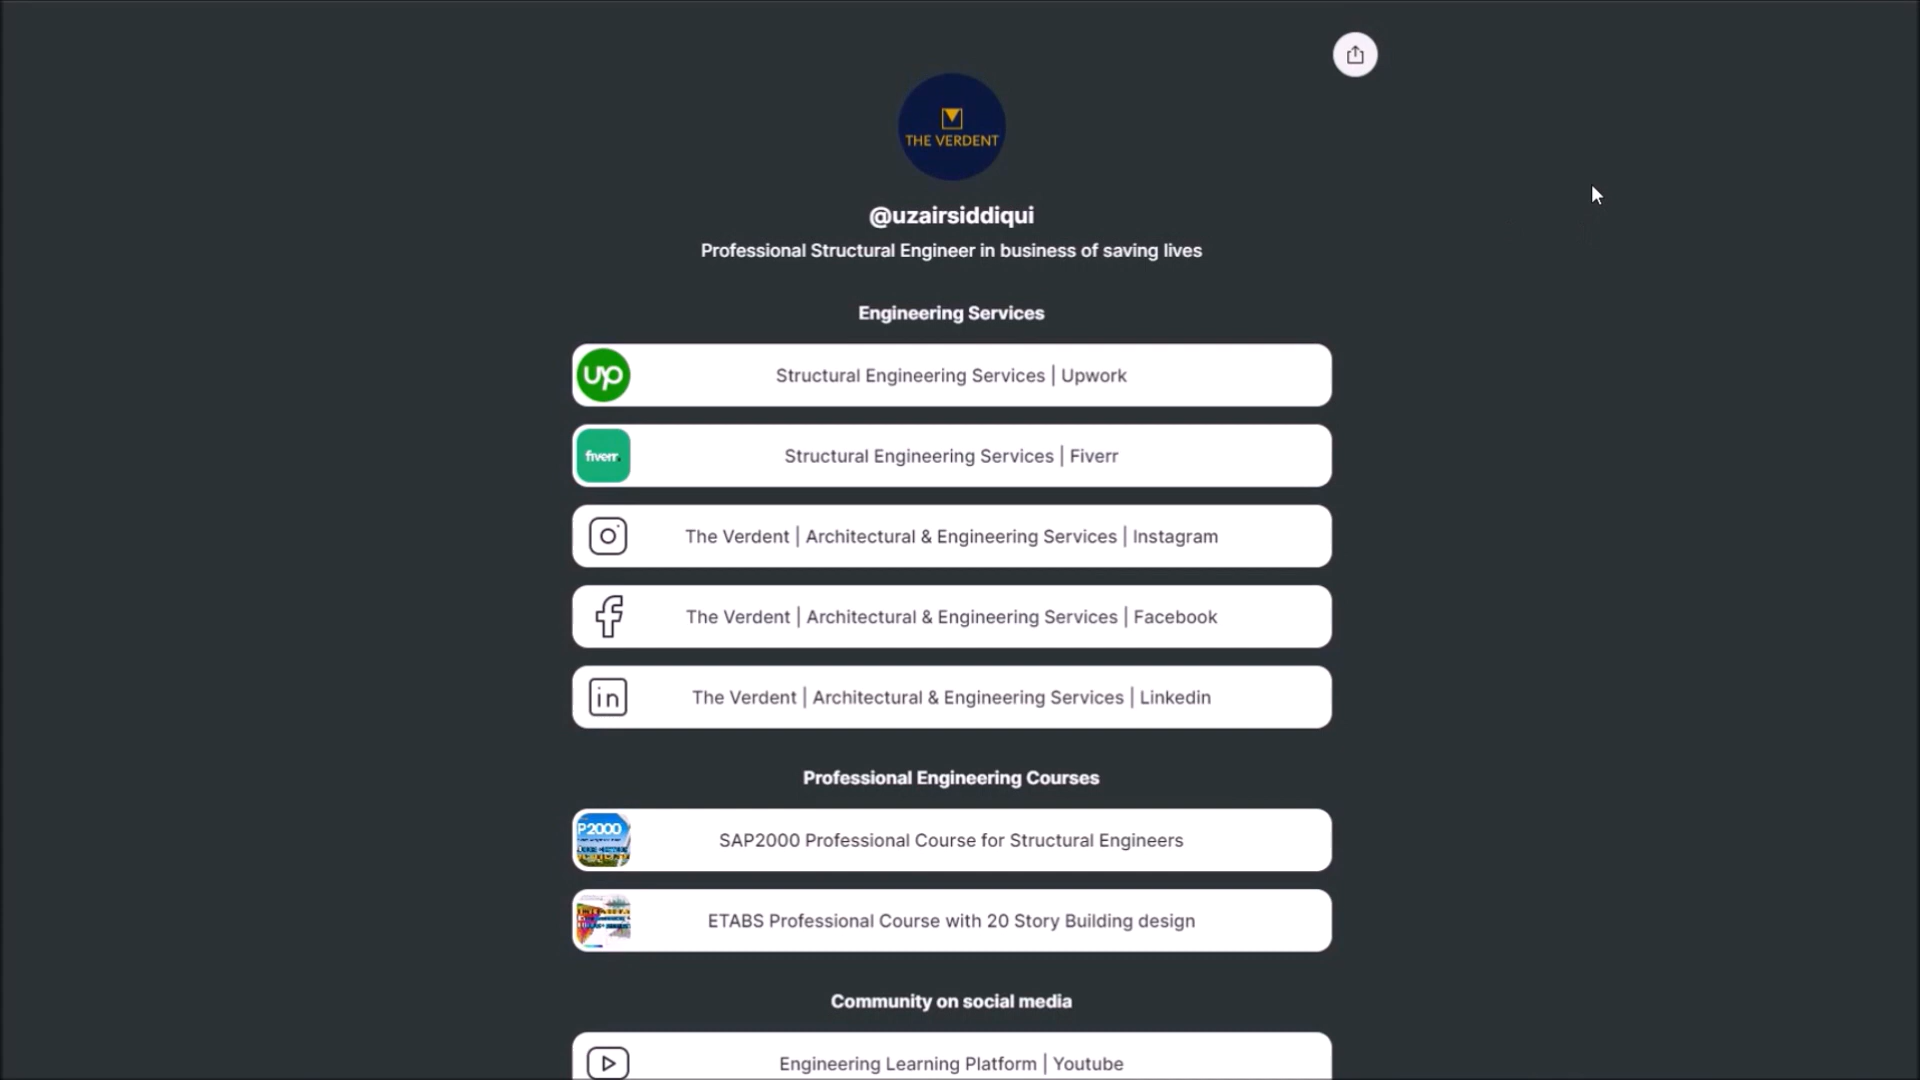 THE VERDENT
@uzairsiddiqui
Professional Structural Engineer in business of saving lives
Engineering Services
up
Structural Engineering Services | Upwork
fiverr.
Structural Engineering Services | Fiverr
The Verdent | Architectural & Engineering Services | Instagram
The Verdent | Architectural & Engineering Services | Facebook
in
The Verdent | Architectural & Engineering Services | Linkedin
Professional Engineering Courses
P2000
SAP2000 Professional Course for Structural Engineers
ETABS Professional Course with 20 Story Building design
Community on social media
Engineering Learning Platform | Youtube